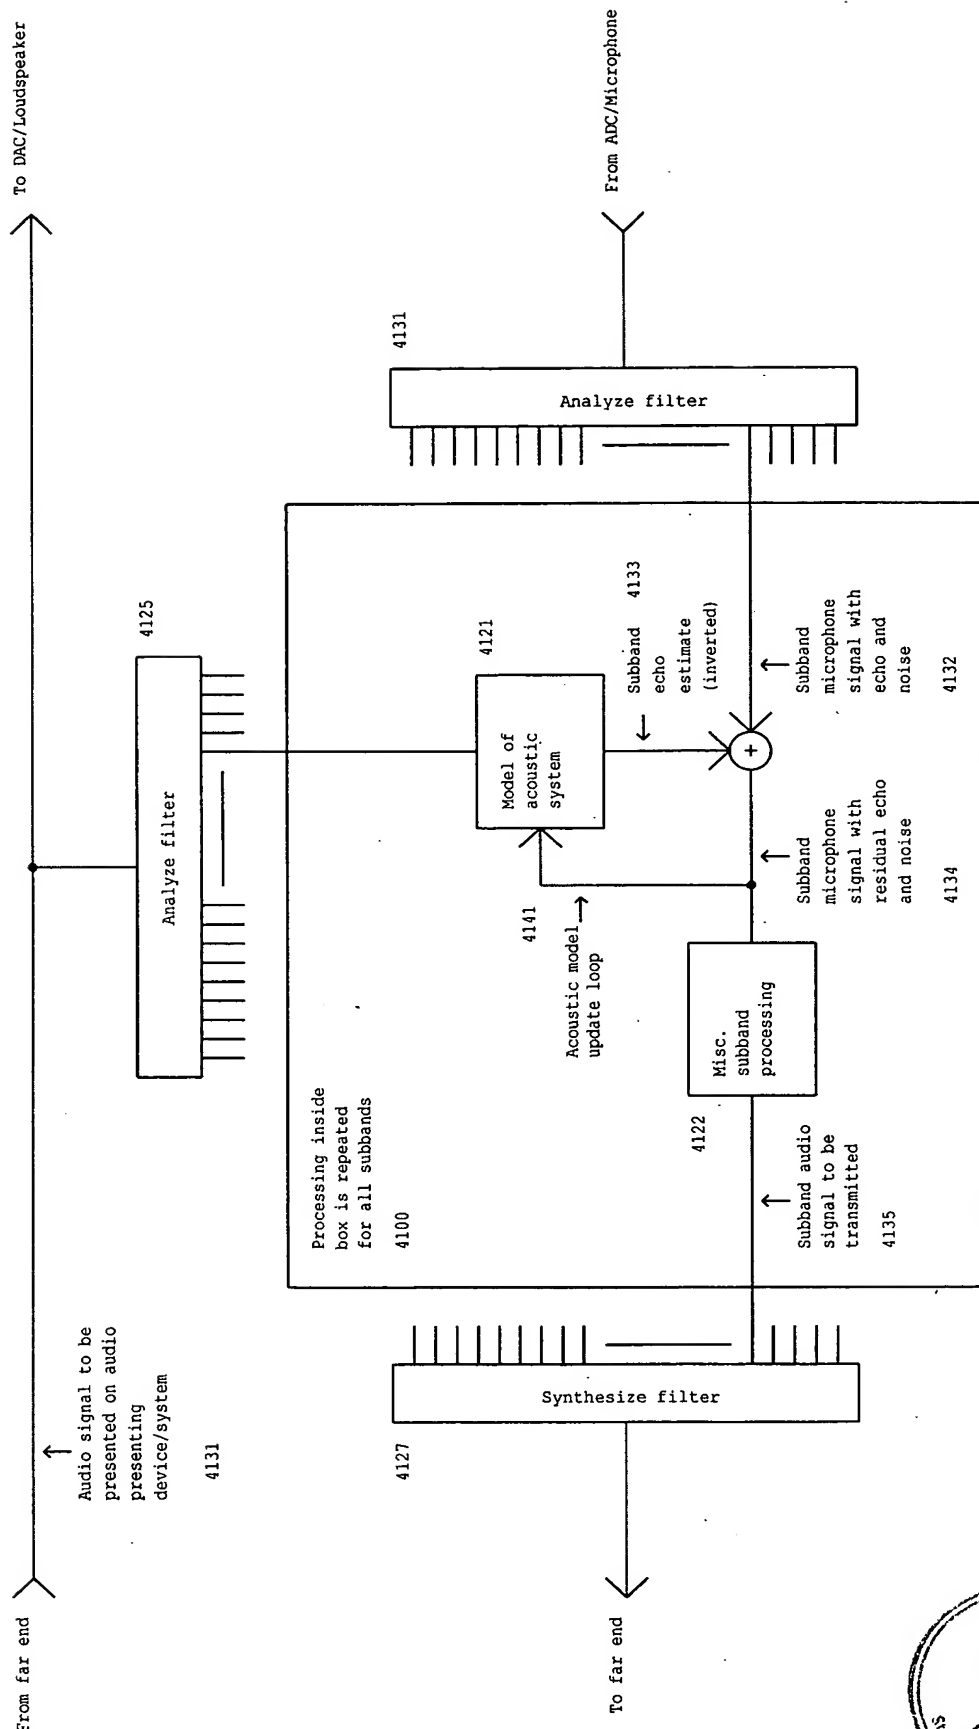 From far end
To DAC/Loudspeaker
Audio signal to be
presented on audio
presenting
device/system
4131
4125
Analyze filter
Processing inside
box is repeated
for all subbands
4100
4121
Model of
acoustic
system
4133
Subband
echo
estimate
(inverted)
4141
Acoustic model
update loop
4131
Analyze filter
From ADC/Microphone
4127
Synthesize filter
To far end
4122
Misc.
subband
processing
+
Subband audio
signal to be
transmitted
4135
Subband
microphone
signal with
residual echo
and noise
4134
Subband
microphone
signal with
echo and
noise
4132